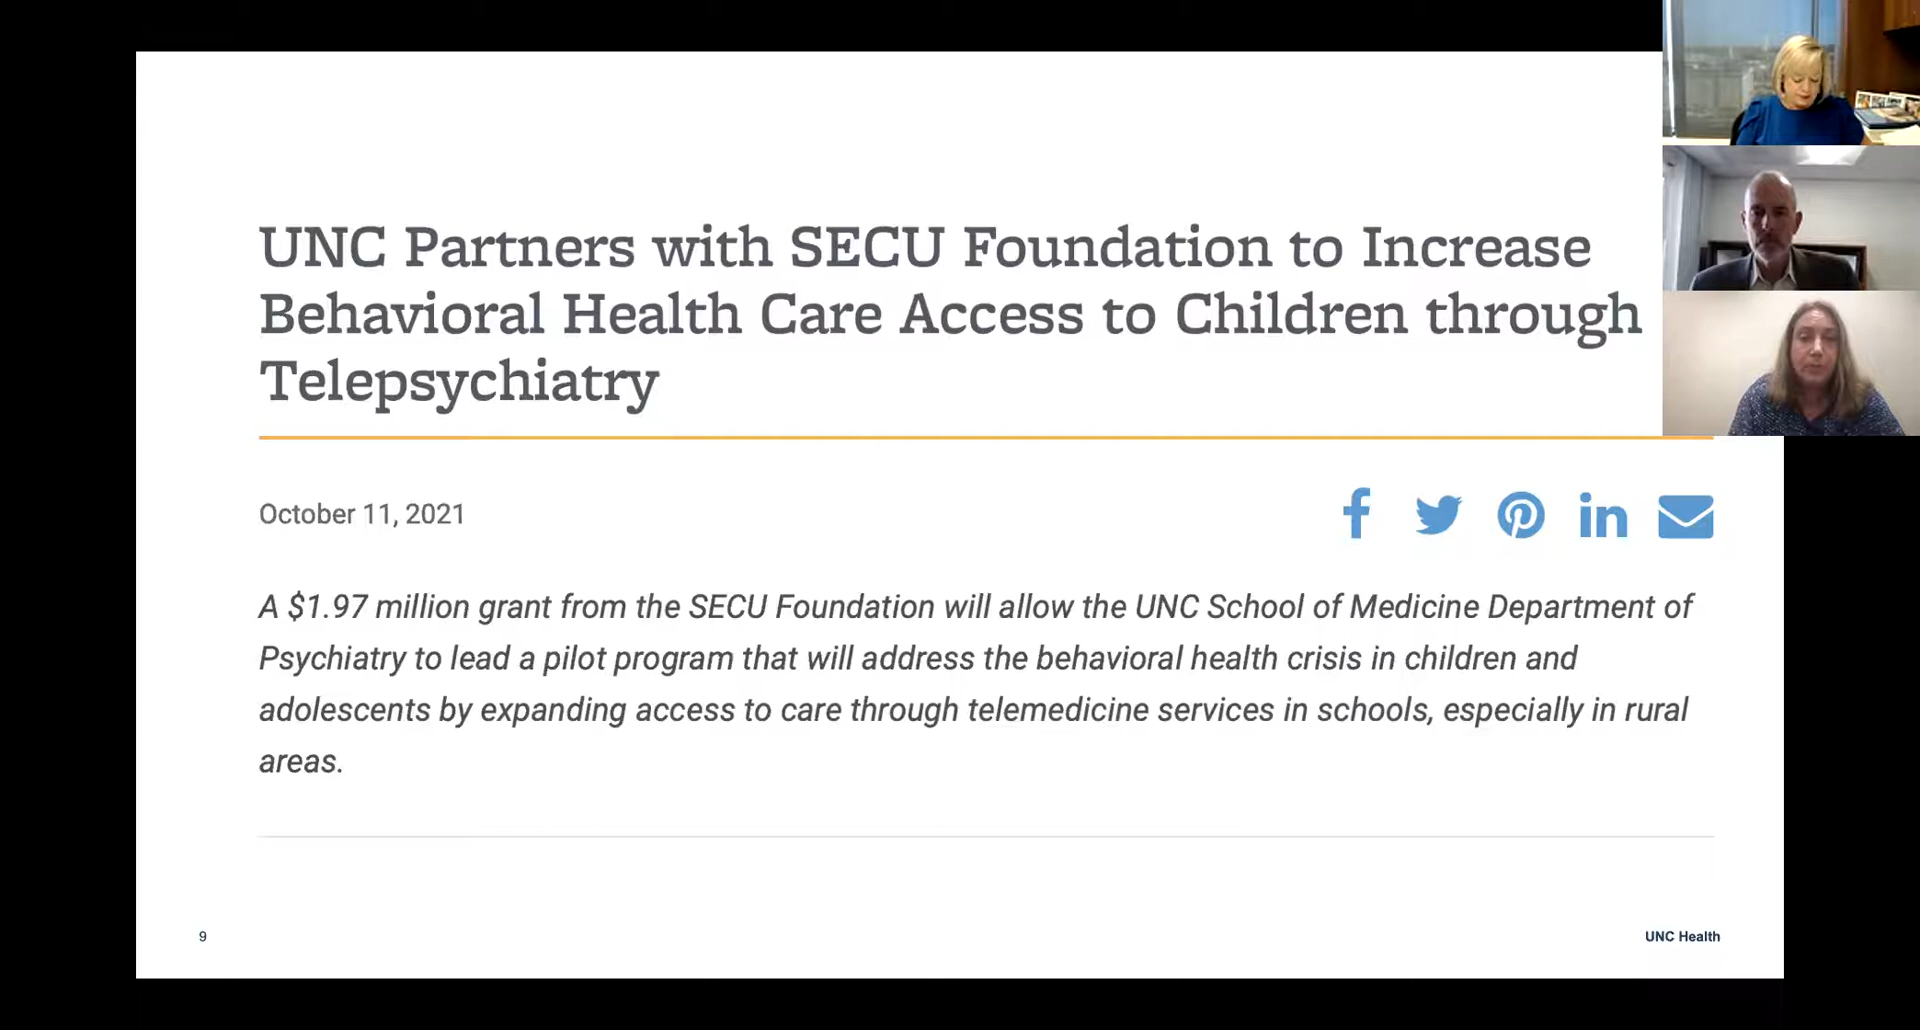 UNC Partners with SECU Foundation to Increase
Behavioral Health Care Access to Children through
Telepsychiatry
October 11, 2021
A $1.97 million grant from the SECU Foundation will allow the UNC School of Medicine Department of
Psychiatry to lead a pilot program that will address the behavioral health crisis in children and
adolescents by expanding access to care through telemedicine services in schools, especially in rural
areas.
9
UNC Health